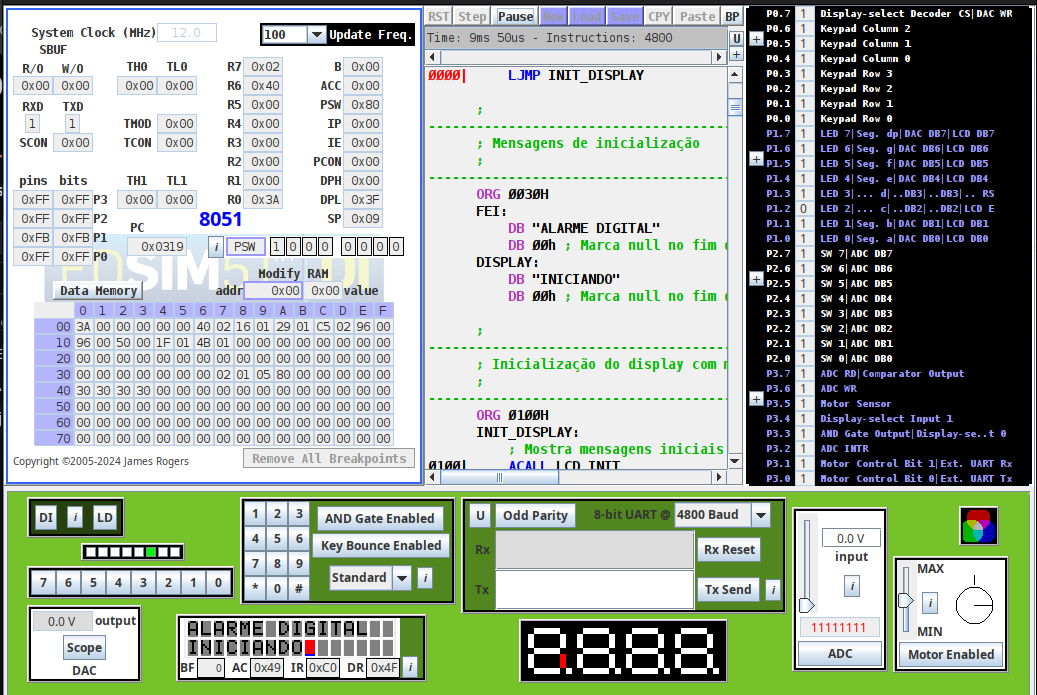 System Clock (MHz) 12.0
100 Update Freq.
SBUF
R/O W/O TH0 TL0 R7 0x02 B 0x00
0x00 0x00 0x00 0x00 R6 0x40 ACC 0x00
RXD TXD R5 0x00 PSW 0x80
1 1 TMOD 0x00 R4 0x00 IP 0x00
SCON 0x00 TCON 0x00 R3 0x00 IE 0x00
R2 0x00 PCON 0x00
pins bits TH1 TL1 R1 0x00 DPH 0x00
0xFF 0xFF P3 0x00 0x00 R0 0x3A DPL 0x3F
0xFF 0xFF P2 PC 8051 SP 0x09
0xFB 0xFB P1 0x0319 i PSW 1 0 0 0 0 0 0 0
0xFF 0xFF P0
Modify RAM
Data Memory addr 0x00 0x00 value
0 1 2 3 4 5 6 7 8 9 A B C D E F
00 3A 00 00 00 00 00 40 02 16 01 29 01 C5 02 96 00
10 96 00 50 00 1F 01 4B 01 00 00 00 00 00 00 00 00
20 00 00 00 00 00 00 00 00 00 00 00 00 00 00 00 00
30 00 00 00 00 00 00 00 02 01 05 80 00 00 00 00 00
40 30 30 30 30 00 00 00 00 00 00 00 00 00 00 00 00
50 00 00 00 00 00 00 00 00 00 00 00 00 00 00 00 00
60 00 00 00 00 00 00 00 00 00 00 00 00 00 00 00 00
70 00 00 00 00 00 00 00 00 00 00 00 00 00 00 00 00
Copyright ©2005-2024 James Rogers Remove All Breakpoints
RST Step Pause New Load Save CPY Paste BP
Time: 9ms 50us - Instructions: 4800 U
0000| LJMP INIT_DISPLAY
;
; Mensagens de inicialização
;
ORG 0030H
FEI:
DB "ALARME DIGITAL"
DB 00h ; Marca null no fim d
DISPLAY:
DB "INICIANDO"
DB 00h ; Marca null no fim d
;
; Inicialização do display com m
;
ORG 0100H
INIT_DISPLAY:
; Mostra mensagens iniciais
0100| ACALL LCD_INIT
P0.7 1 Display-select Decoder CS|DAC WR
P0.6 1 Keypad Column 2
P0.5 1 Keypad Column 1
P0.4 1 Keypad Column 0
P0.3 1 Keypad Row 3
P0.2 1 Keypad Row 2
P0.1 1 Keypad Row 1
P0.0 1 Keypad Row 0
P1.7 1 LED 7|Seg. dp|DAC DB7|LCD DB7
P1.6 1 LED 6|Seg. g|DAC DB6|LCD DB6
P1.5 1 LED 5|Seg. f|DAC DB5|LCD DB5
P1.4 1 LED 4|Seg. e|DAC DB4|LCD DB4
P1.3 1 LED 3|... d|..DB3|..DB3|.. RS
P1.2 0 LED 2|... c|..DB2|..DB2|LCD E
P1.1 1 LED 1|Seg. b|DAC DB1|LCD DB1
P1.0 1 LED 0|Seg. a|DAC DB0|LCD DB0
P2.7 1 SW 7|ADC DB7
P2.6 1 SW 6|ADC DB6
P2.5 1 SW 5|ADC DB5
P2.4 1 SW 4|ADC DB4
P2.3 1 SW 3|ADC DB3
P2.2 1 SW 2|ADC DB2
P2.1 1 SW 1|ADC DB1
P2.0 1 SW 0|ADC DB0
P3.7 1 ADC RD|Comparator Output
P3.6 1 ADC WR
P3.5 1 Motor Sensor
P3.4 1 Display-select Input 1
P3.3 1 AND Gate Output|Display-se..t 0
P3.2 1 ADC INTR
P3.1 1 Motor Control Bit 1|Ext. UART Rx
P3.0 1 Motor Control Bit 0|Ext. UART Tx
DI i LD
7 6 5 4 3 2 1 0
0.0 V output
Scope
DAC
1 2 3
4 5 6
7 8 9
* 0 #
AND Gate Enabled
Key Bounce Enabled
Standard i
ALARME DIGITAL
INICIANDO
BF 0 AC 0x49 IR 0xC0 DR 0x4F i
U Odd Parity 8-bit UART @ 4800 Baud
Rx Rx Reset
Tx Tx Send i
8.8.8.8
0.0 V
input
i
11111111
ADC
MAX
i
MIN
Motor Enabled